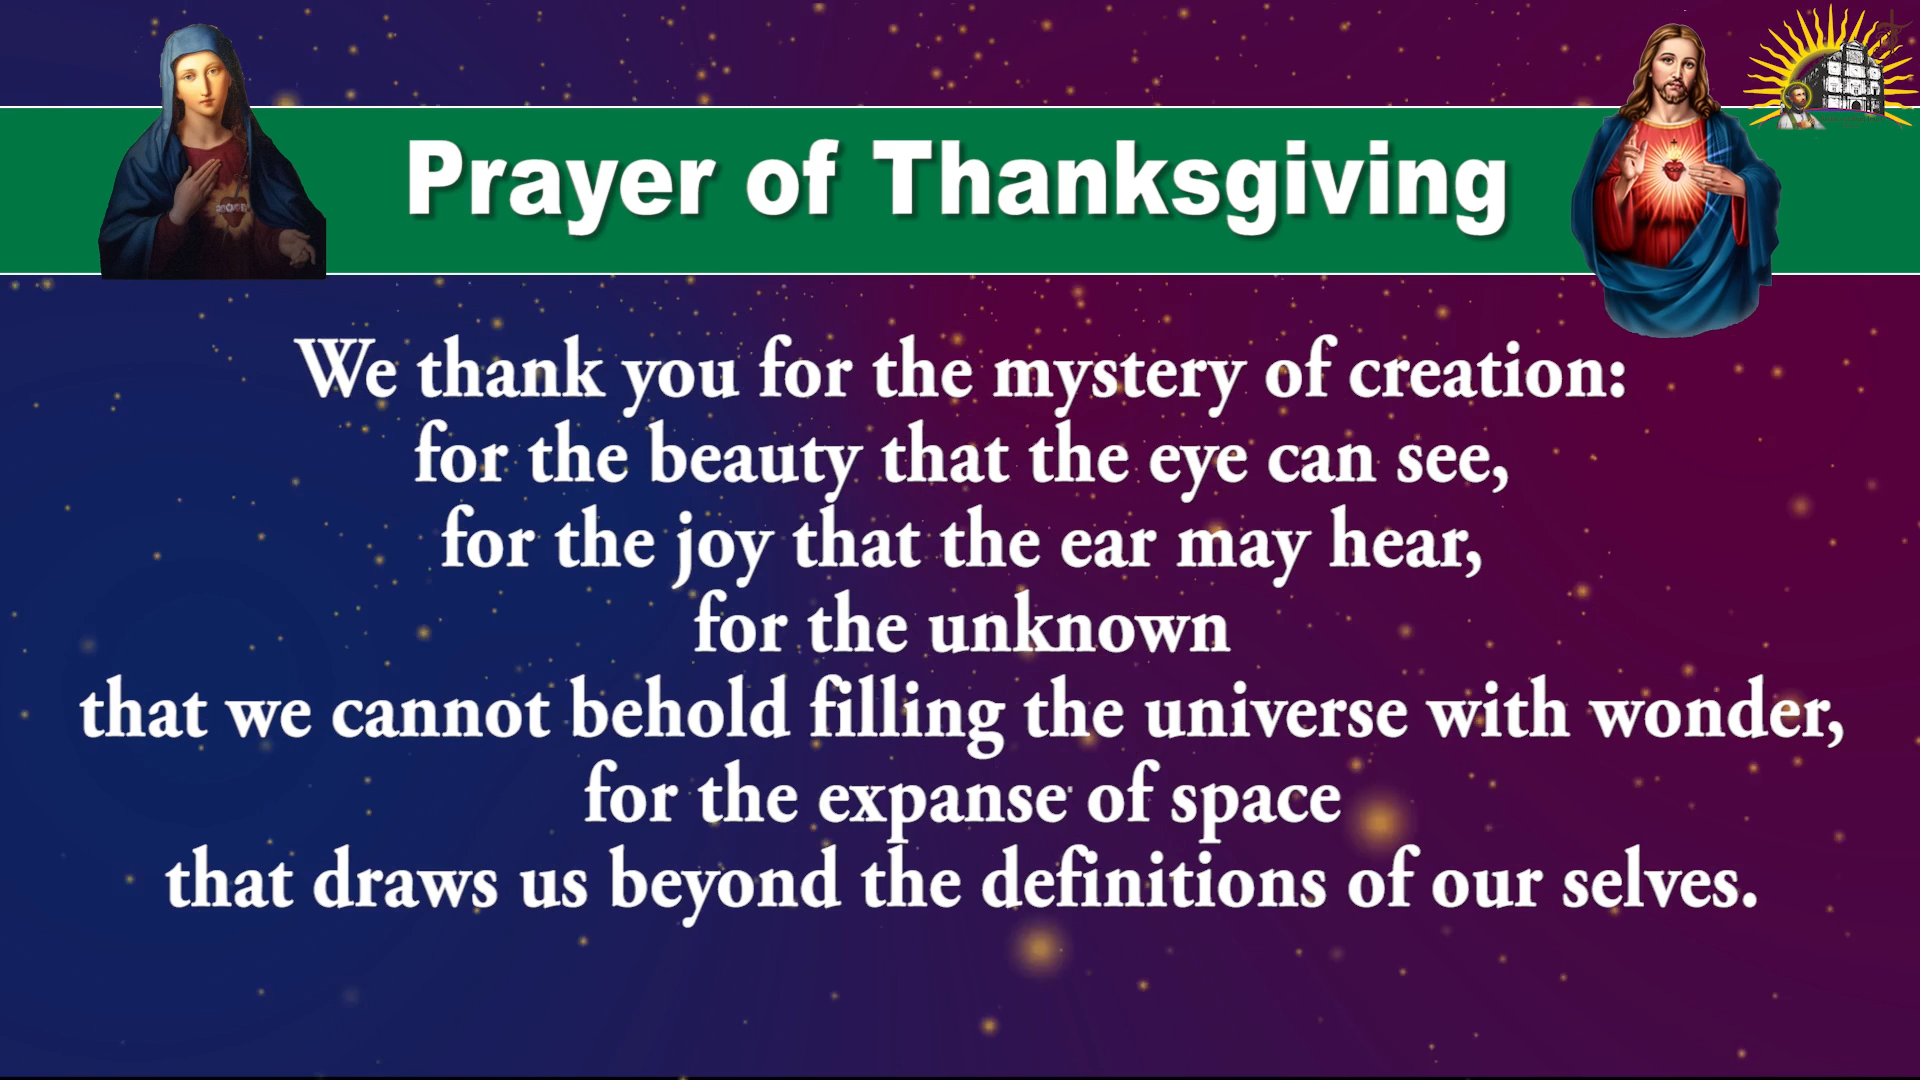 Prayer of Thanksgiving
We thank you for the mystery of creation:
for the beauty that the eye can see,
for the joy that the ear may hear,
for the unknown
that we cannot behold filling the universe with wonder,
for the expanse of space
that draws us beyond the definitions of our selves.